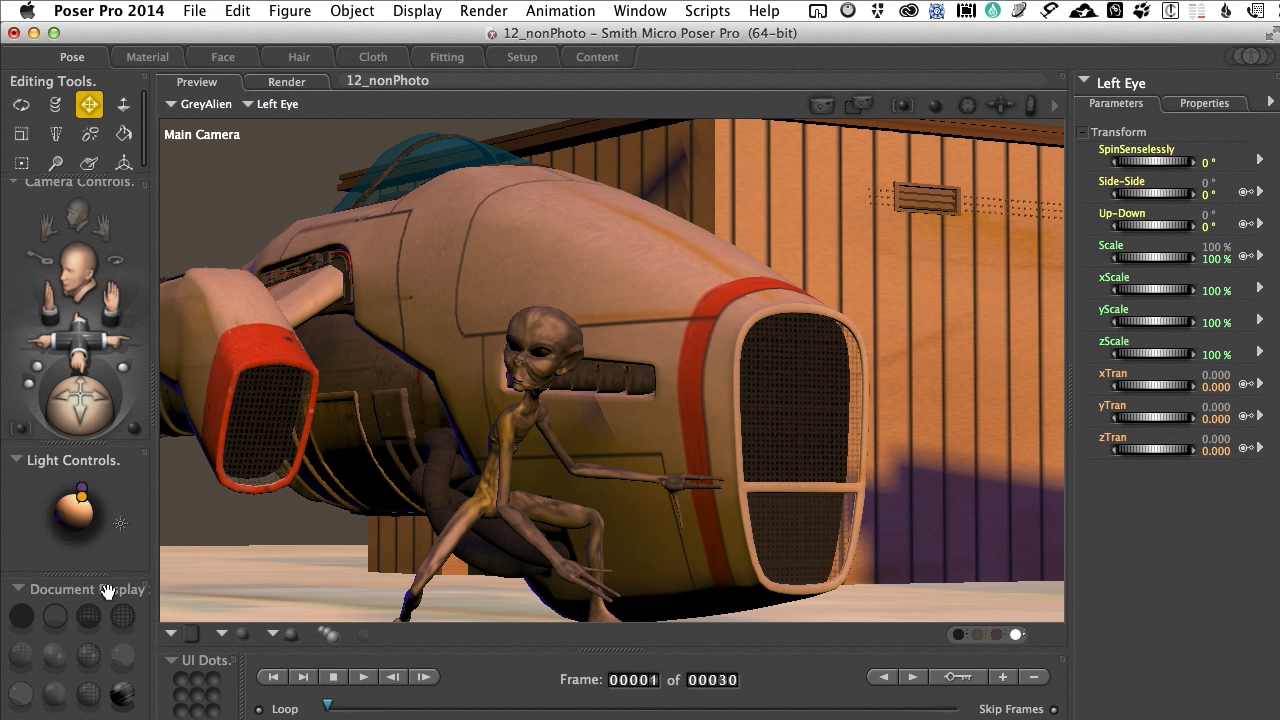 Poser Pro 2014 File Edit Figure Object Display Render Animation Window Scripts Help
12_nonPhoto – Smith Micro Poser Pro (64-bit)
Pose Material Face Hair Cloth Fitting Setup Content
Editing Tools.
Preview Render 12_nonPhoto
GreyAlien Left Eye
Main Camera
Camera Controls.
Light Controls.
Document Display
UI Dots.
Frame: 00001 of 00030
Loop
Skip Frames
Left Eye
Parameters Properties
Transform
SpinSenselessly
0 °
Side-Side 0 °
0 °
Up-Down 0 °
0 °
Scale 100 %
100 %
xScale
100 %
yScale
100 %
zScale
100 %
xTran 0.000
0.000
yTran 0.000
0.000
zTran 0.000
0.000